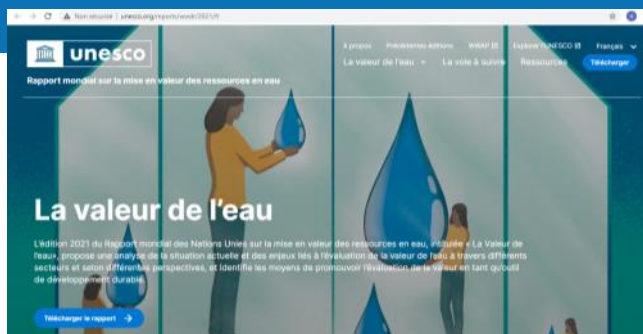 Non sécurisé | unesco.org/reports/wwdr/2021/fr
unesco
À propos Précédentes éditions WWAP Explorer l'UNESCO Français
La valeur de l'eau La voie à suivre Ressources Télécharger
Rapport mondial sur la mise en valeur des ressources en eau
La valeur de l'eau
L'édition 2021 du Rapport mondial des Nations Unies sur la mise en valeur des ressources en eau, intitulée « La Valeur de
l'eau», propose une analyse de la situation actuelle et des enjeux liés à l'évaluation de la valeur de l'eau à travers différents
secteurs et selon différentes perspectives, et identifie les moyens de promouvoir l'évaluation de la valeur en tant qu'outil
de développement durable.
Télécharger le rapport →